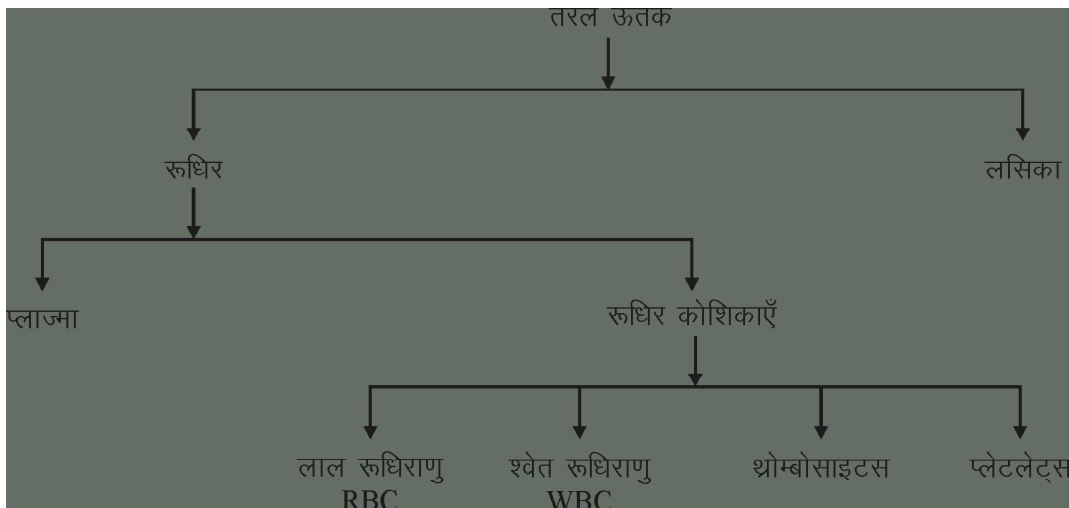 तरल ऊतक
रूधिर
लसिका
प्लाज्मा
रूधिर कोशिकाएँ
लाल रूधिराणु
RBC
श्वेत रूधिराणु
WBC
थ्रोम्बोसाइटस
प्लेटलेट्स